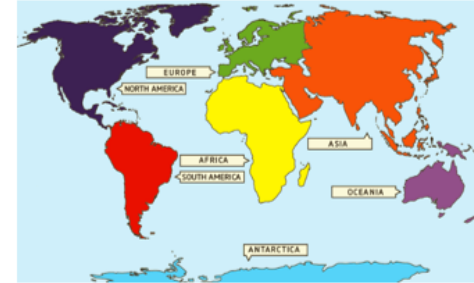 EUROPE
NORTH AMERICA
ASIA
AFRICA
SOUTH AMERICA
OCEANIA
ANTARCTICA